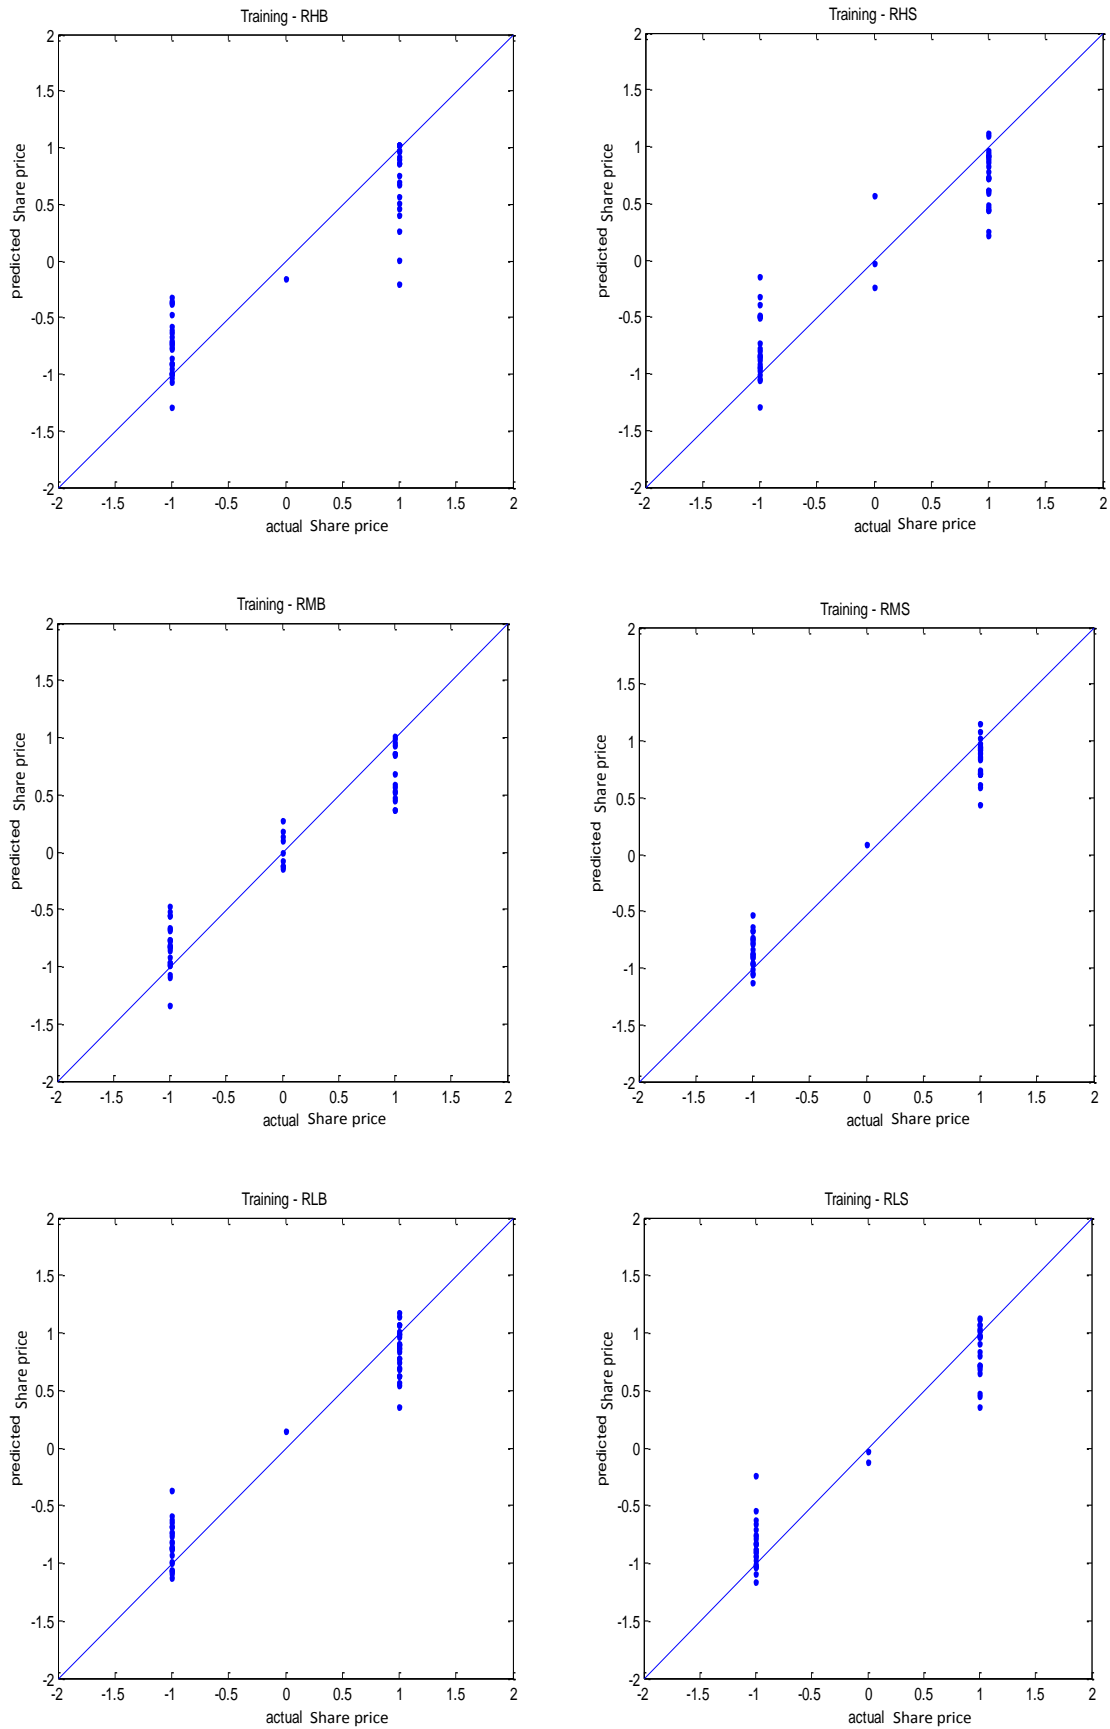 Training - RHB
2
1.5
1
0.5
0
-0.5
-1
-1.5
-2
predicted Share price
-2 -1.5 -1 -0.5 0 0.5 1 1.5 2
actual Share price
Training - RHS
2
1.5
1
0.5
0
-0.5
-1
-1.5
-2
predicted Share price
-2 -1.5 -1 -0.5 0 0.5 1 1.5 2
actual Share price
Training - RMB
2
1.5
1
0.5
0
-0.5
-1
-1.5
-2
predicted Share price
-2 -1.5 -1 -0.5 0 0.5 1 1.5 2
actual Share price
Training - RMS
2
1.5
1
0.5
0
-0.5
-1
-1.5
-2
predicted Share price
-2 -1.5 -1 -0.5 0 0.5 1 1.5 2
actual Share price
Training - RLB
2
1.5
1
0.5
0
-0.5
-1
-1.5
-2
predicted Share price
-2 -1.5 -1 -0.5 0 0.5 1 1.5 2
actual Share price
Training - RLS
2
1.5
1
0.5
0
-0.5
-1
-1.5
-2
predicted Share price
-2 -1.5 -1 -0.5 0 0.5 1 1.5 2
actual Share price